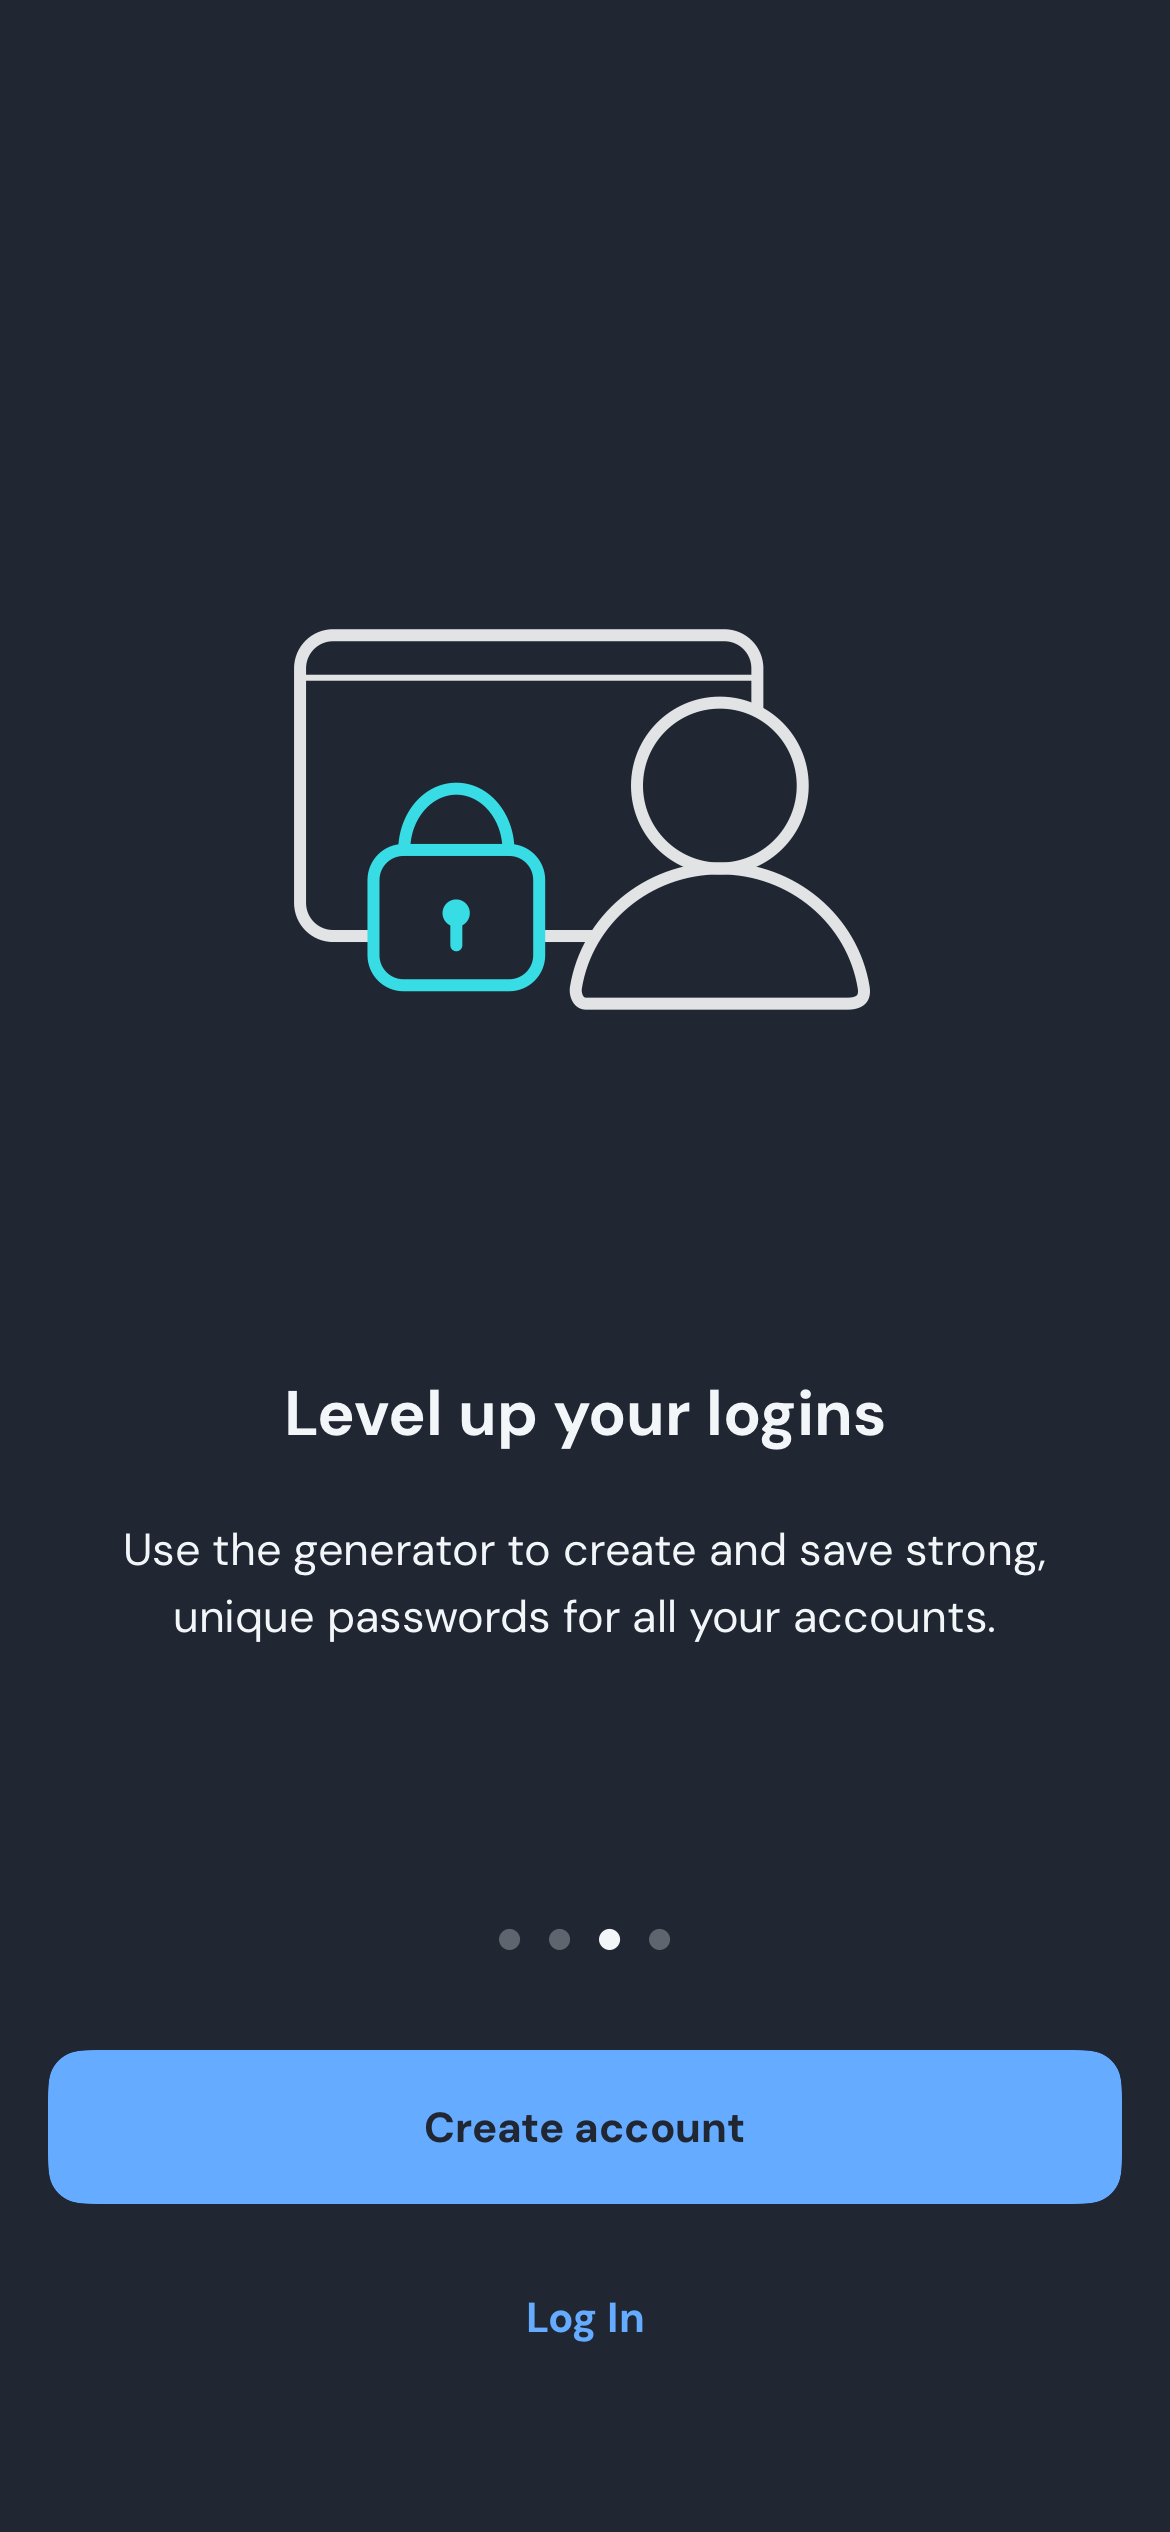 Level up your logins
Use the generator to create and save strong,
unique passwords for all your accounts.
Create account
Log In